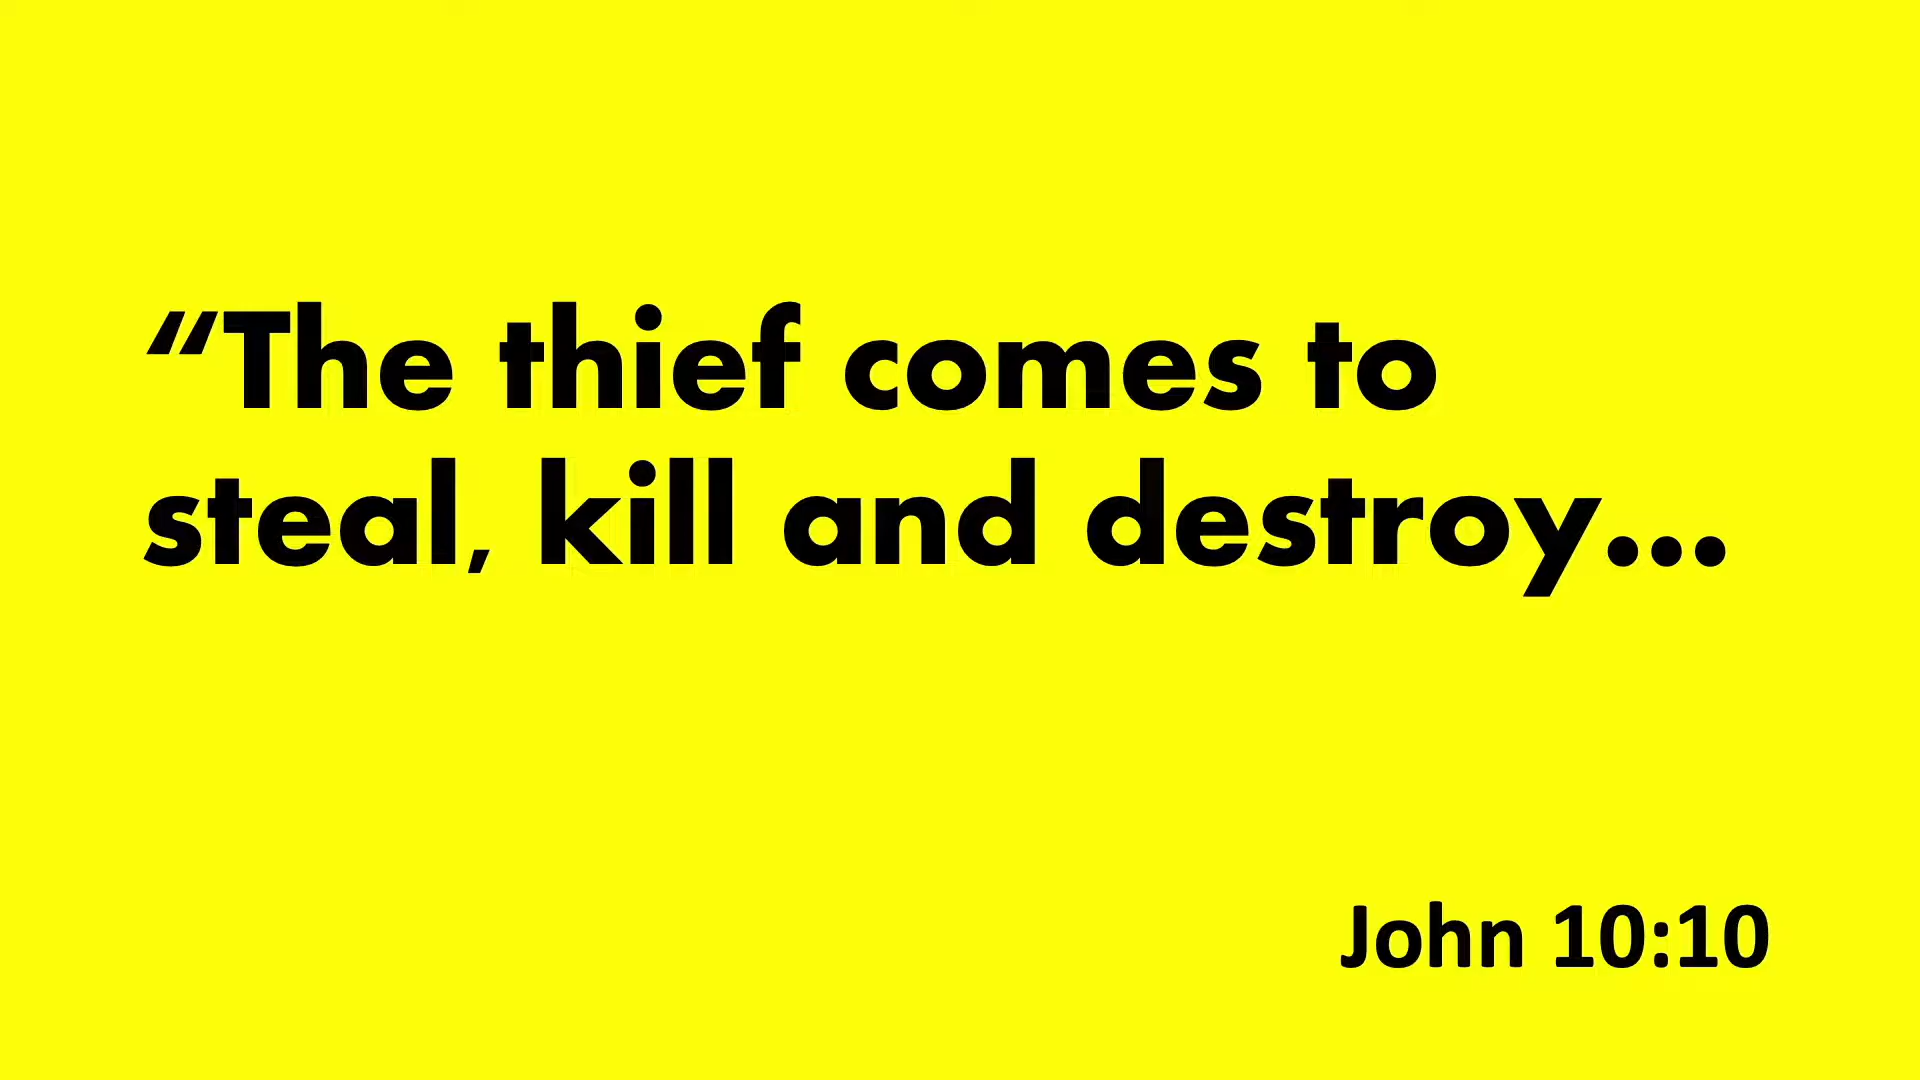 “The thief comes to
steal, kill and destroy...
John 10:10